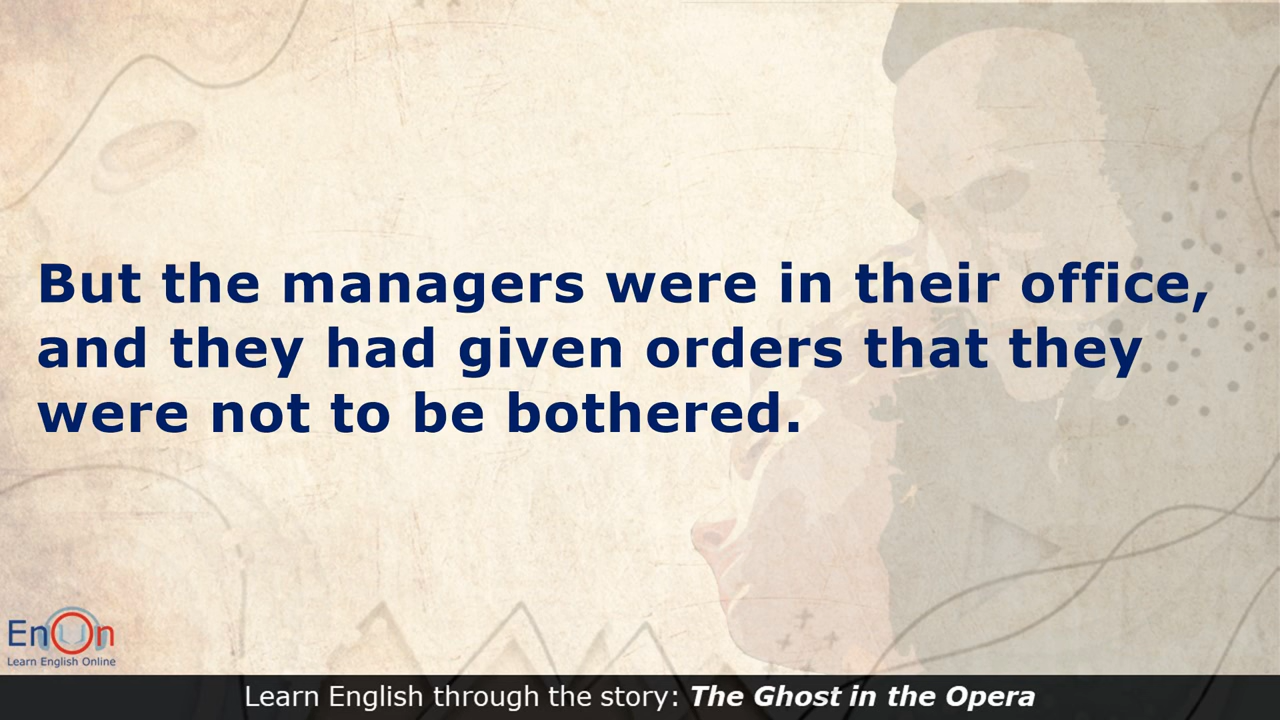 But the managers were in their office,
and they had given orders that they
were not to be bothered.
EnOn
Learn English Online
Learn English through the story: The Ghost in the Opera